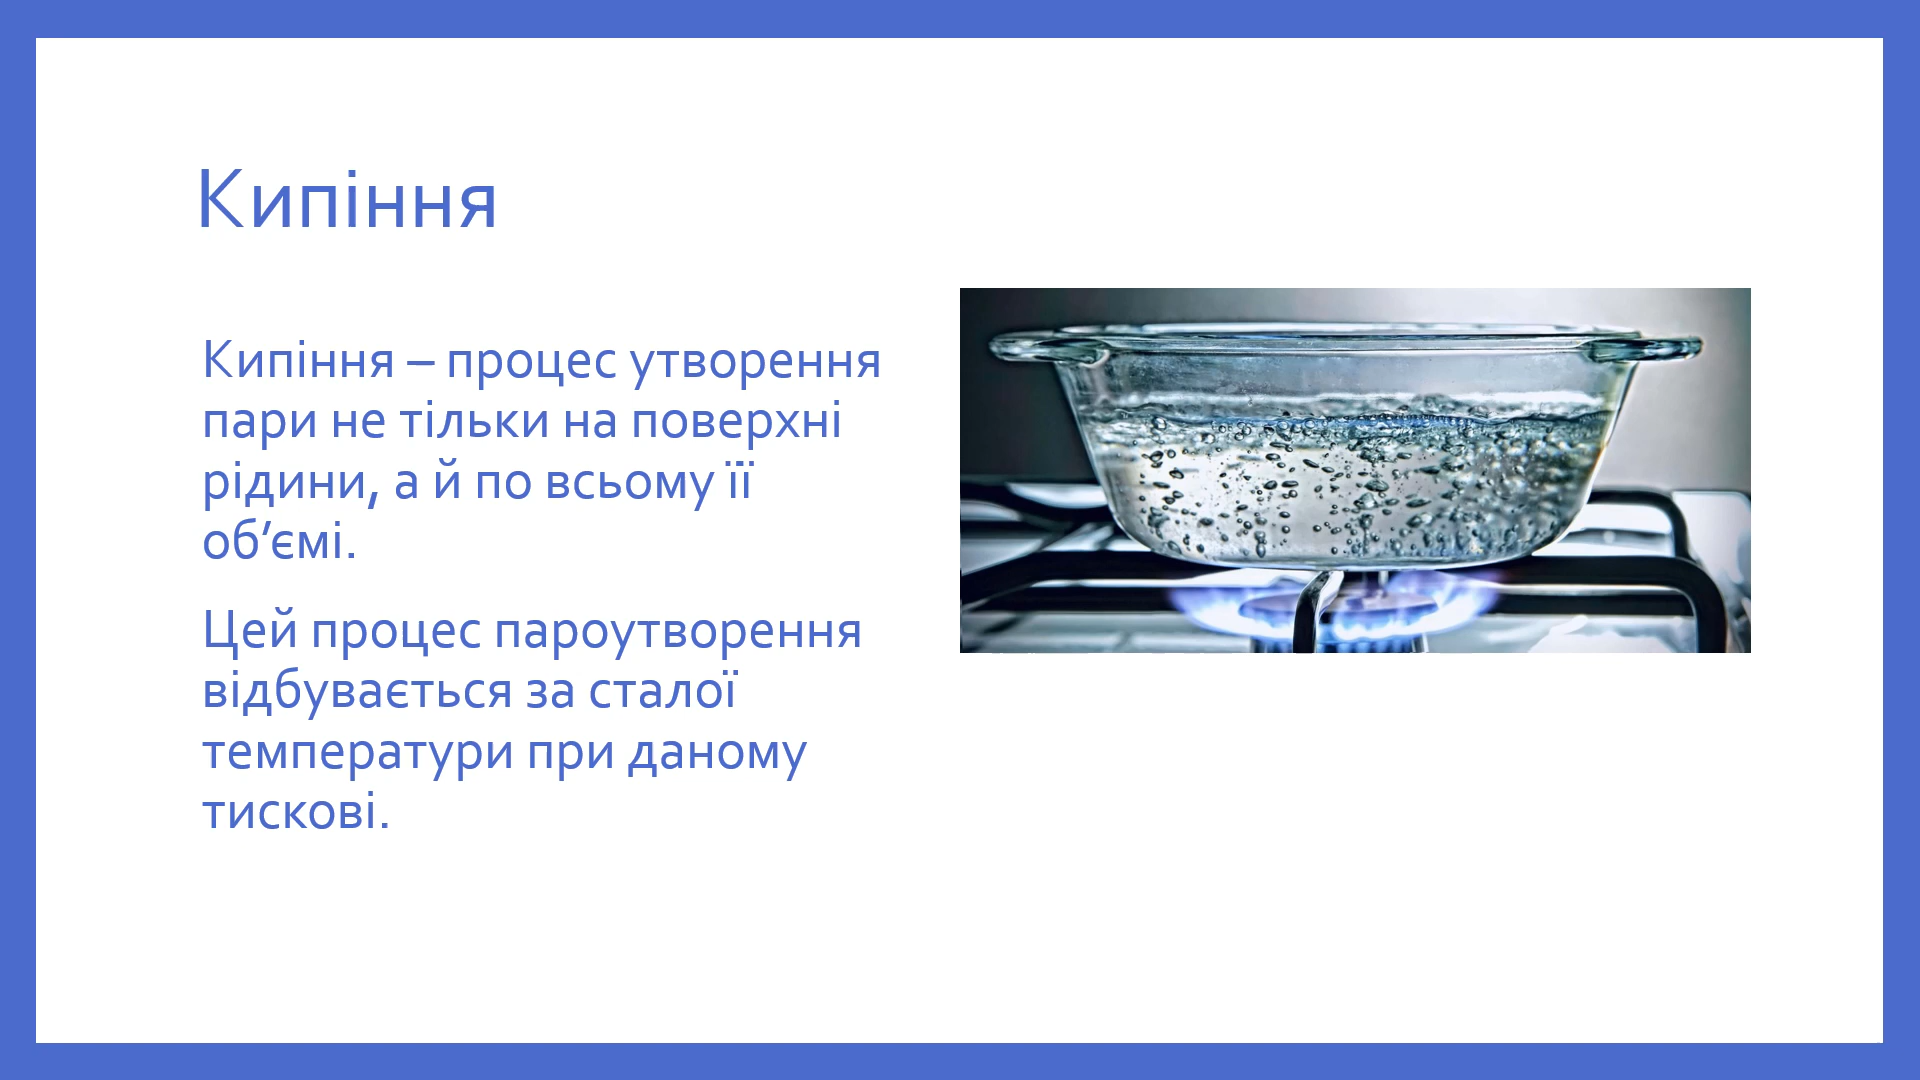 Кипіння
Кипіння – процес утворення
пари не тільки на поверхні
рідини, а й по всьому її
об’ємі.
Цей процес пароутворення
відбувається за сталої
температури при даному
тискові.